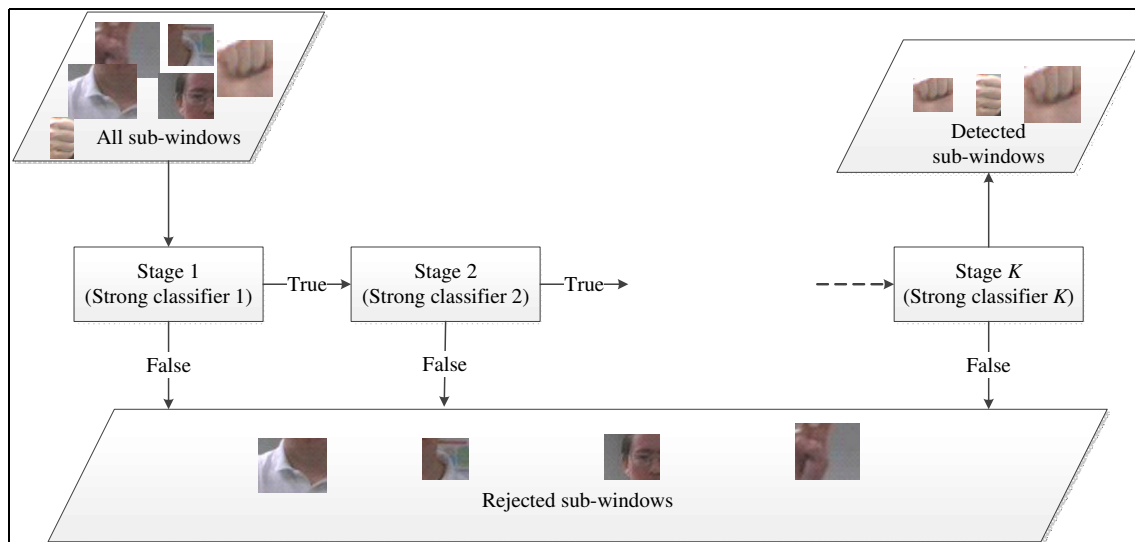 All sub-windows
Detected
sub-windows
Stage 1
(Strong classifier 1)
True
Stage 2
(Strong classifier 2)
True
Stage K
(Strong classifier K)
False
False
False
Rejected sub-windows